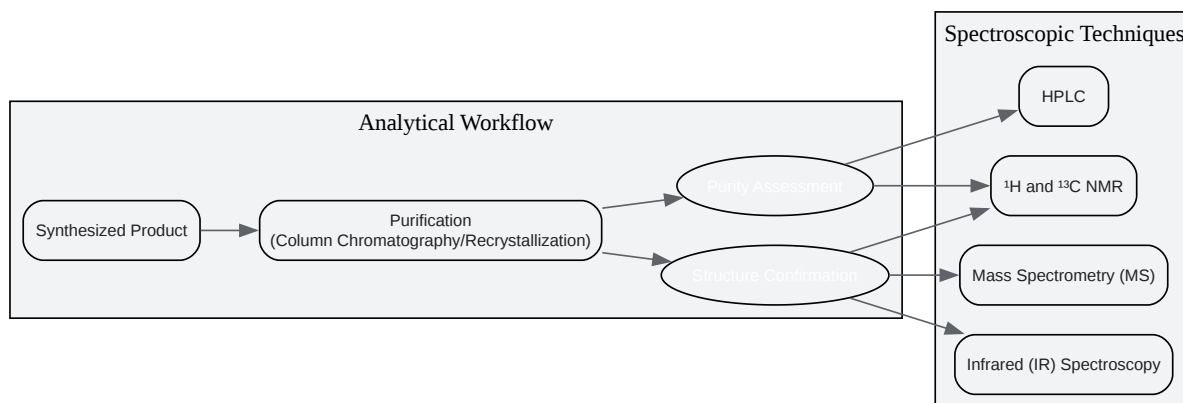 Spectroscopic Techniques
HPLC
Analytical Workflow
Purity Assessment
¹H and ¹³C NMR
Synthesized Product
Purification
(Column Chromatography/Recrystallization)
Structure Confirmation
Mass Spectrometry (MS)
Infrared (IR) Spectroscopy